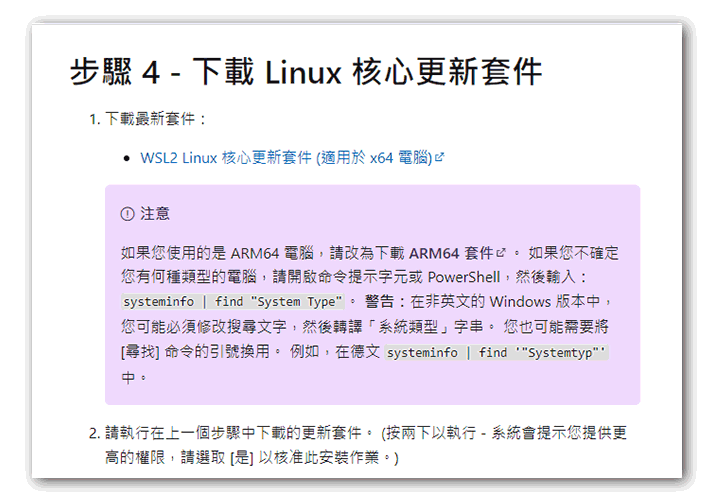 步驟 4 - 下載 Linux 核心更新套件
1. 下載最新套件：
• WSL2 Linux 核心更新套件 (適用於 x64 電腦)
注意
如果您使用的是 ARM64 電腦，請改為下載 ARM64 套件。 如果您不確定
您有何種類型的電腦，請開啟命令提示字元或 PowerShell，然後輸入：
systeminfo | find "System Type"。 警告：在非英文的 Windows 版本中，
您可能必須修改搜尋文字，然後轉譯「系統類型」字串。 您也可能需要將
[尋找] 命令的引號換用。 例如，在德文 systeminfo | find '"Systemtyp"'
中。
2. 請執行在上一個步驟中下載的更新套件。 (按兩下以執行 - 系統會提示您提供更
高的權限，請選取 [是] 以核准此安裝作業。)